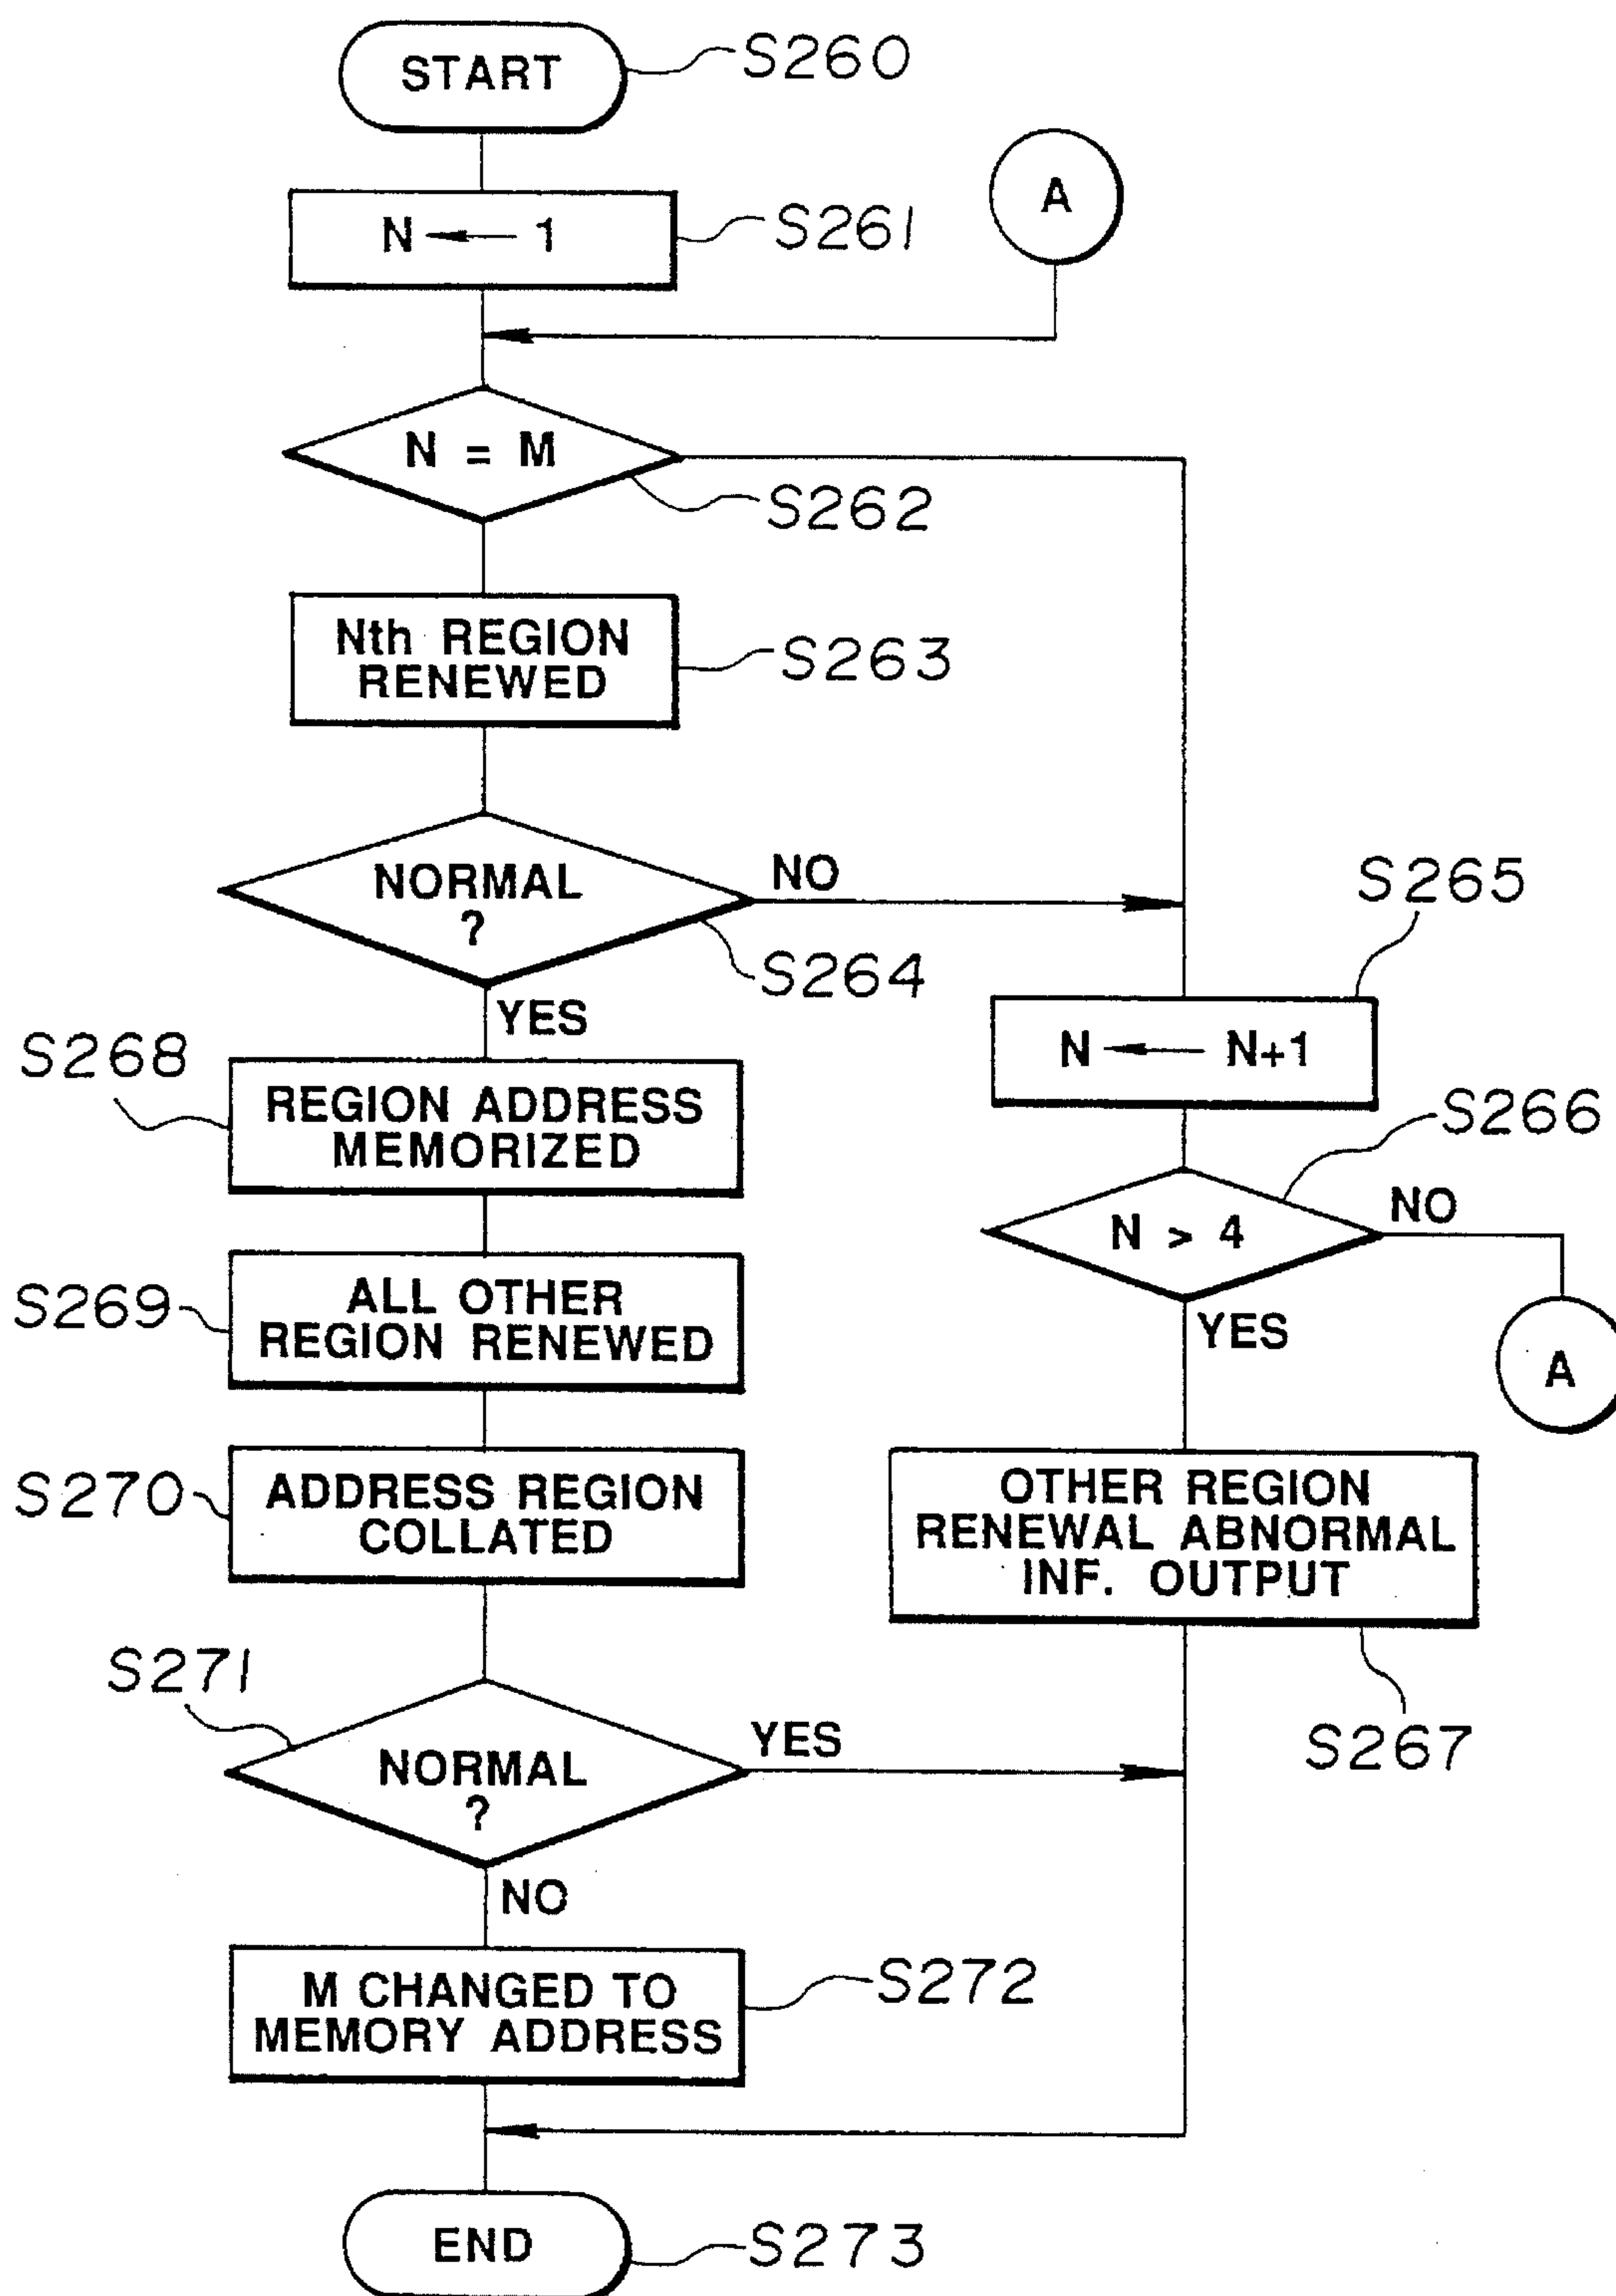 START
S260
A
N ← 1
S261
N = M
S262
Nth REGION
RENEWED
S263
NORMAL
?
NO
S264
YES
S265
N ← N+1
S268
REGION ADDRESS
MEMORIZED
S266
N > 4
NO
YES
A
S269
ALL OTHER
REGION RENEWED
S270
ADDRESS REGION
COLLATED
OTHER REGION
RENEWAL ABNORMAL
INF. OUTPUT
S267
S271
NORMAL
?
YES
NO
M CHANGED TO
MEMORY ADDRESS
S272
END
S273